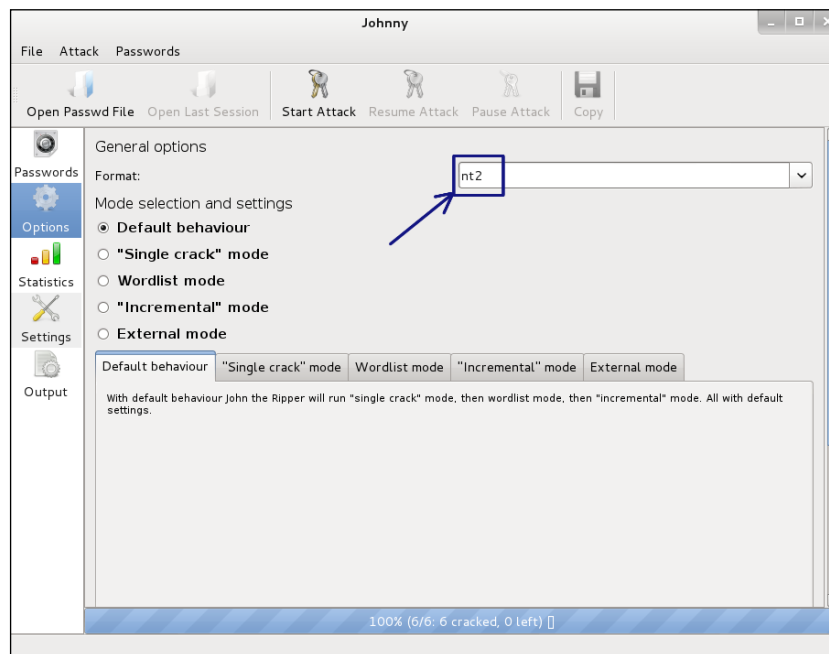 Johnny
File Attack Passwords
Open Passwd File Open Last Session Start Attack Resume Attack Pause Attack Copy
Passwords
Options
Statistics
Settings
Output
General options
Format: nt2
Mode selection and settings
Default behaviour
"Single crack" mode
Wordlist mode
"Incremental" mode
External mode
Default behaviour "Single crack" mode Wordlist mode "Incremental" mode External mode
With default behaviour John the Ripper will run "single crack" mode, then wordlist mode, then "incremental" mode. All with default
settings.
100% (6/6: 6 cracked, 0 left) []